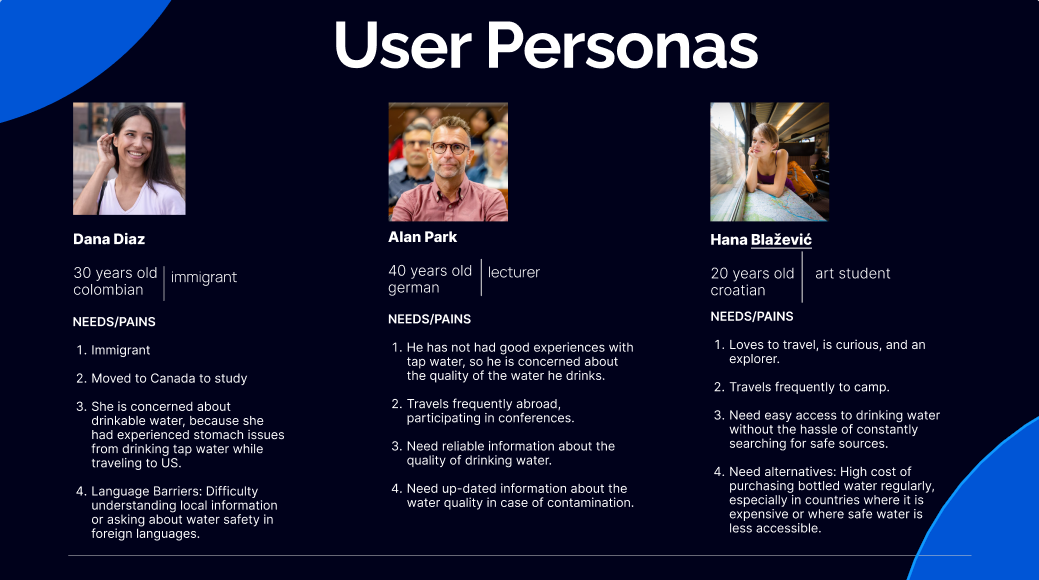 User Personas
Dana Diaz
30 years old
colombian
immigrant
NEEDS/PAINS
1. Immigrant
2. Moved to Canada to study
3. She is concerned about
drinkable water, because she
had experienced stomach issues
from drinking tap water while
traveling to US.
4. Language Barriers: Difficulty
understanding local information
or asking about water safety in
foreign languages.
Alan Park
40 years old
german
lecturer
NEEDS/PAINS
1. He has not had good experiences with
tap water, so he is concerned about
the quality of the water he drinks.
2. Travels frequently abroad,
participating in conferences.
3. Need reliable information about the
quality of drinking water.
4. Need up-dated information about the
water quality in case of contamination.
Hana Blažević
20 years old
croatian
art student
NEEDS/PAINS
1. Loves to travel, is curious, and an
explorer.
2. Travels frequently to camp.
3. Need easy access to drinking water
without the hassle of constantly
searching for safe sources.
4. Need alternatives: High cost of
purchasing bottled water regularly,
especially in countries where it is
expensive or where safe water is
less accessible.